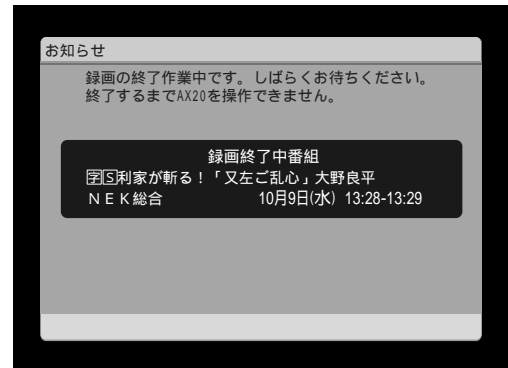 お知らせ
録画の終了作業中です。しばらくお待ちください。
終了するまでAX20を操作できません。
録画終了中番組
🈑🅂利家が斬る！「又左ご乱心」大野良平
ＮＥＫ総合 10月9日(水) 13:28-13:29